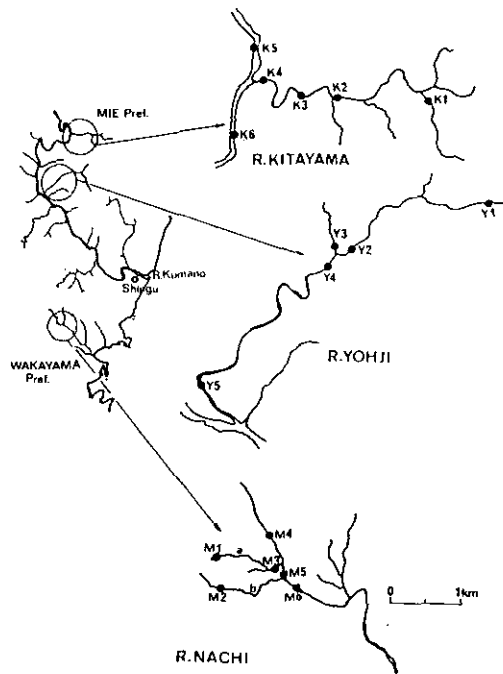 K5
K4
K2
K3
K1
MIE Pref.
K6
R.KITAYAMA
Y1
Y3
Y2
Y4
R.Kumano
Shingu
R.YOHJI
WAKAYAMA
Pref.
Y5
M4
M1
a
M3
M5
b
M2
M6
0 1km
R.NACHI